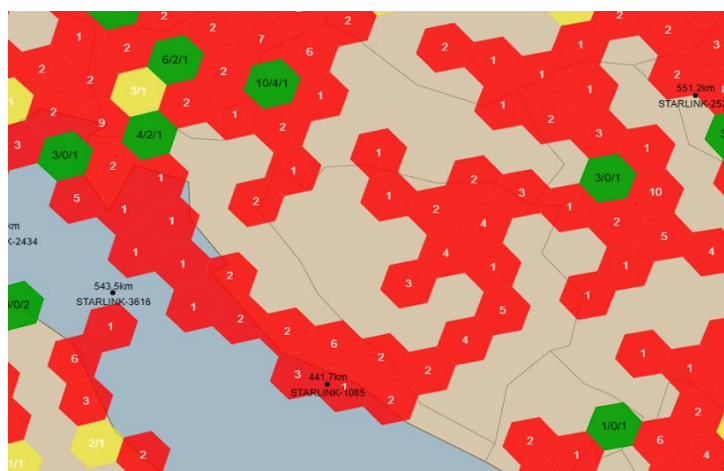 1 2 2 7 6 2 1 2 2 3
6/2/1
2 2 3/1 2 10/4/1 1 1 1 2 2
551.2km
STARLINK-252
2 9 4/2/1 1 2 2 3 1
3 3/0/1 2 1 1 1 2 3 3/0/1 10
5 1 1 2 1 2 4 1 2 5 4
km
K-2434
1 1 2 3 4 1 1 1
543.5km
STARLINK-3616
/0/2
1 1 2 2 6 2 4 5
6 3 441.7km 2 1 1
STARLINK-1085
3 1 2 2 1/0/1
2/1 2 2 1 6 4
1/1